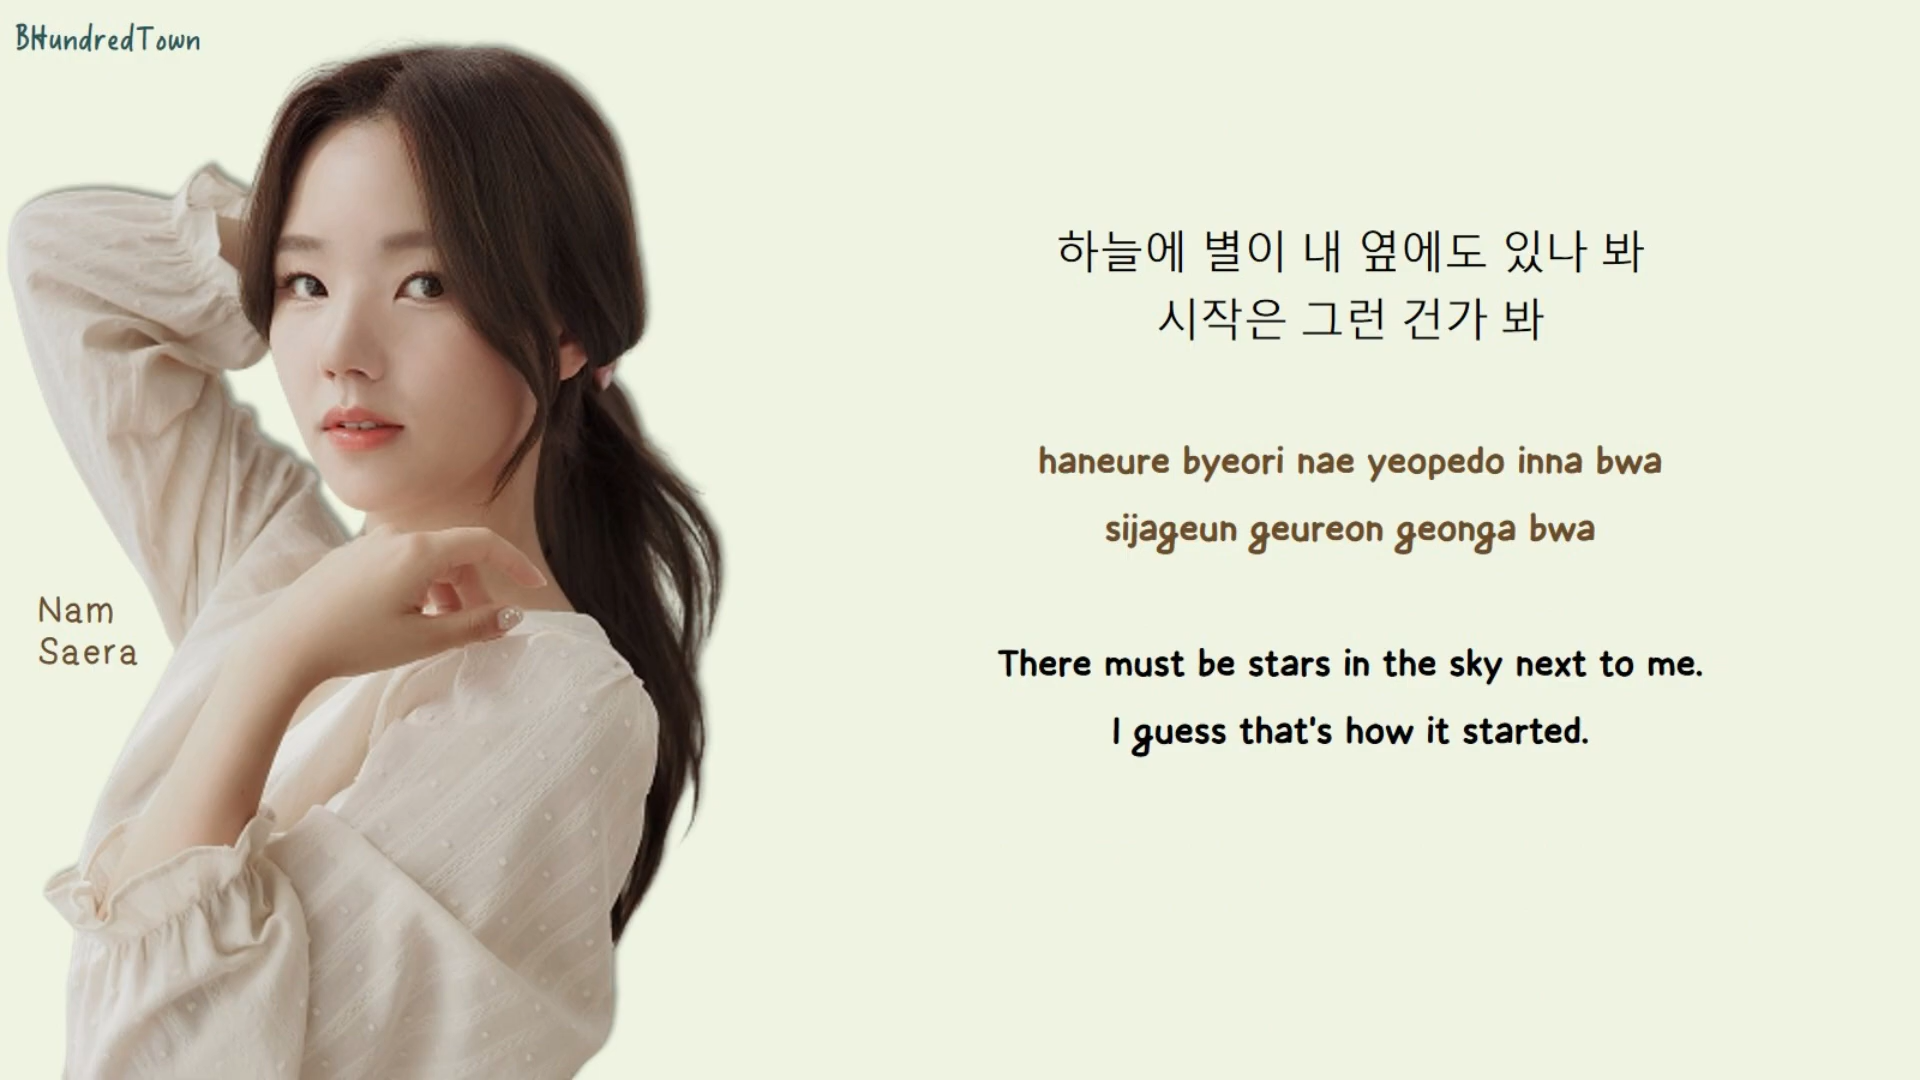 BHundredTown
하늘에 별이 내 옆에도 있나 봐
시작은 그런 건가 봐
haneure byeori nae yeopedo inna bwa
sijageun geureon geonga bwa
Nam
Saera
There must be stars in the sky next to me.
I guess that's how it started.